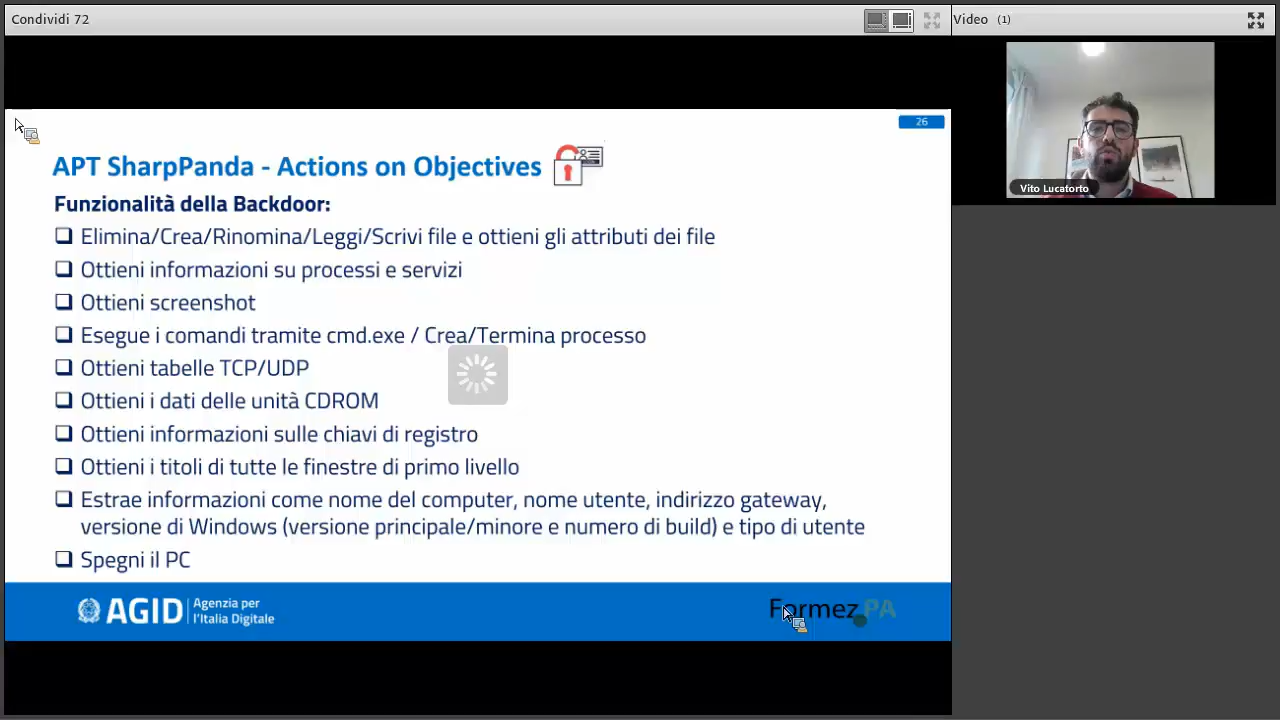 Condividi 72
Video (1)
26
APT SharpPanda - Actions on Objectives
Funzionalità della Backdoor:
Elimina/Crea/Rinomina/Leggi/Scrivi file e ottieni gli attributi dei file
Ottieni informazioni su processi e servizi
Ottieni screenshot
Esegue i comandi tramite cmd.exe / Crea/Termina processo
Ottieni tabelle TCP/UDP
Ottieni i dati delle unità CDROM
Ottieni informazioni sulle chiavi di registro
Ottieni i titoli di tutte le finestre di primo livello
Estrae informazioni come nome del computer, nome utente, indirizzo gateway,
versione di Windows (versione principale/minore e numero di build) e tipo di utente
Spegni il PC
AGID
Agenzia per
l'Italia Digitale
Formez PA
Vito Lucatorto